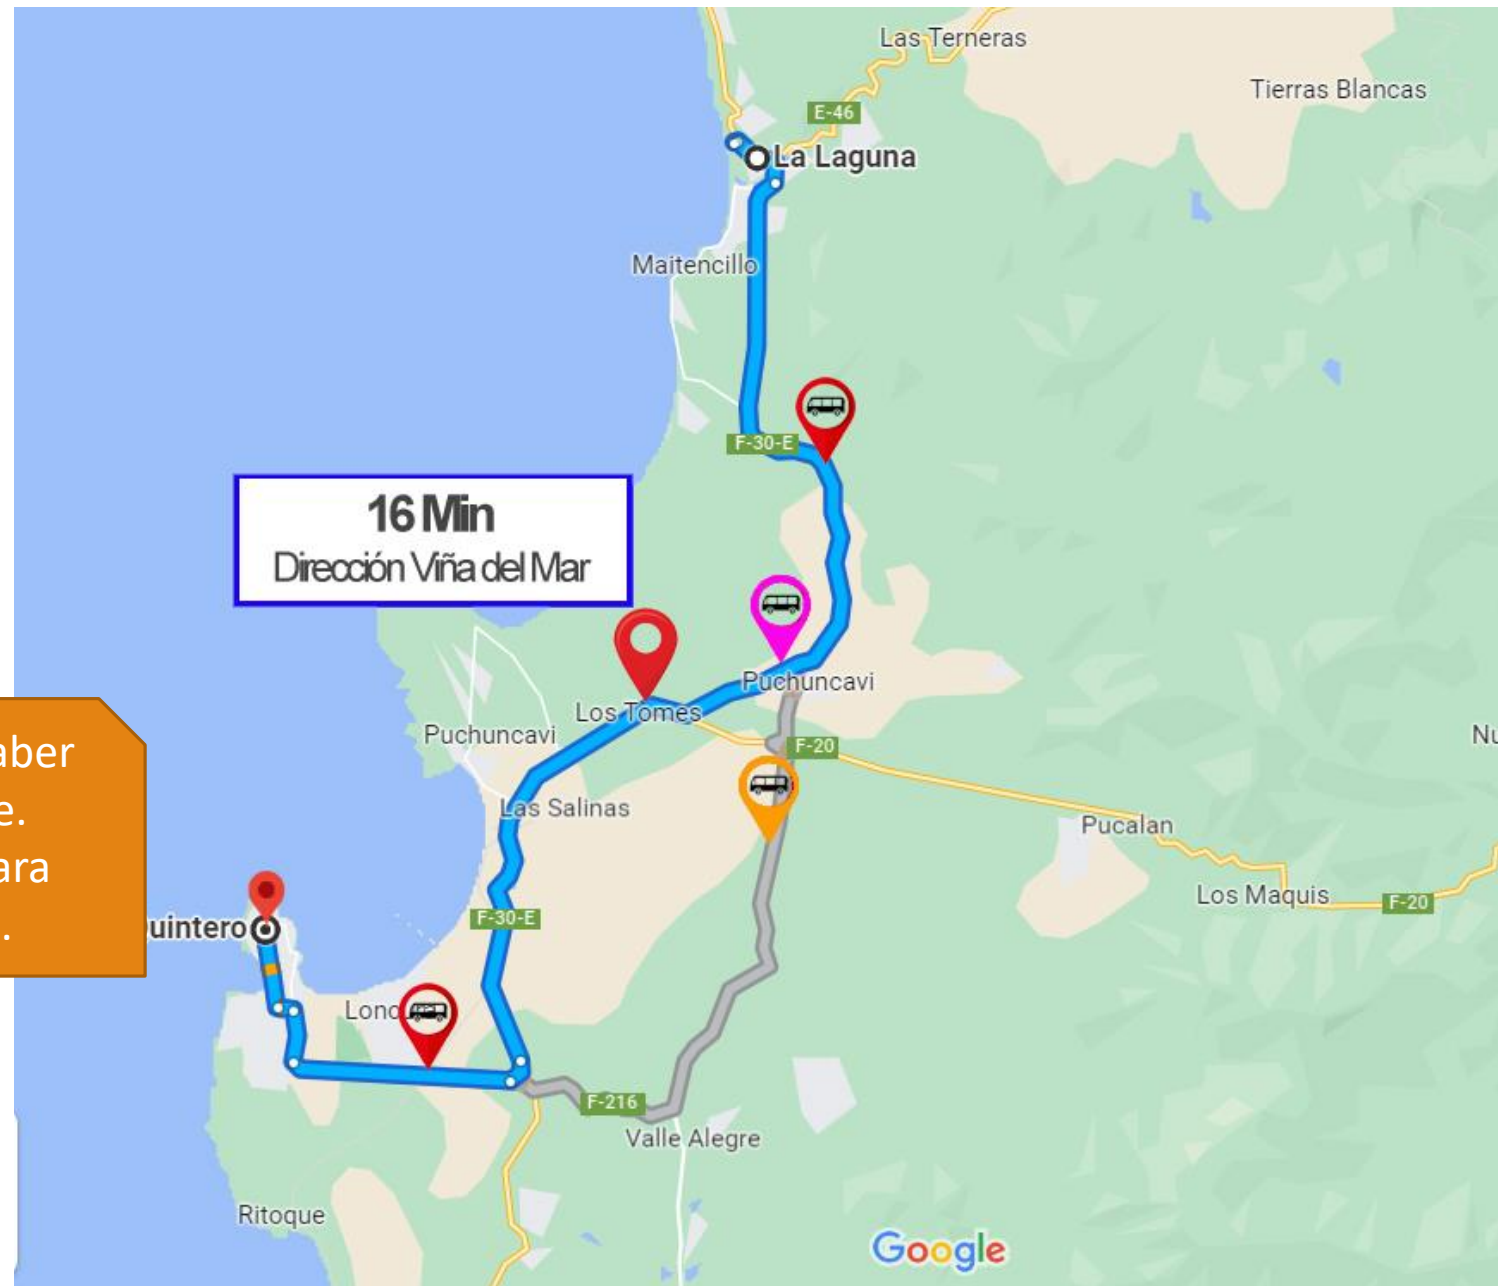 Las Terneras
Tierras Blancas
E-46
La Laguna
Maitencillo
F-30-E
16 Min
Dirección Viña del Mar
Puchuncavi
Los Tomes
Puchuncavi
F-20
Las Salinas
Pucalan
Los Maquis
F-20
F-30-E
F-216
Valle Alegre
Ritoque
Google